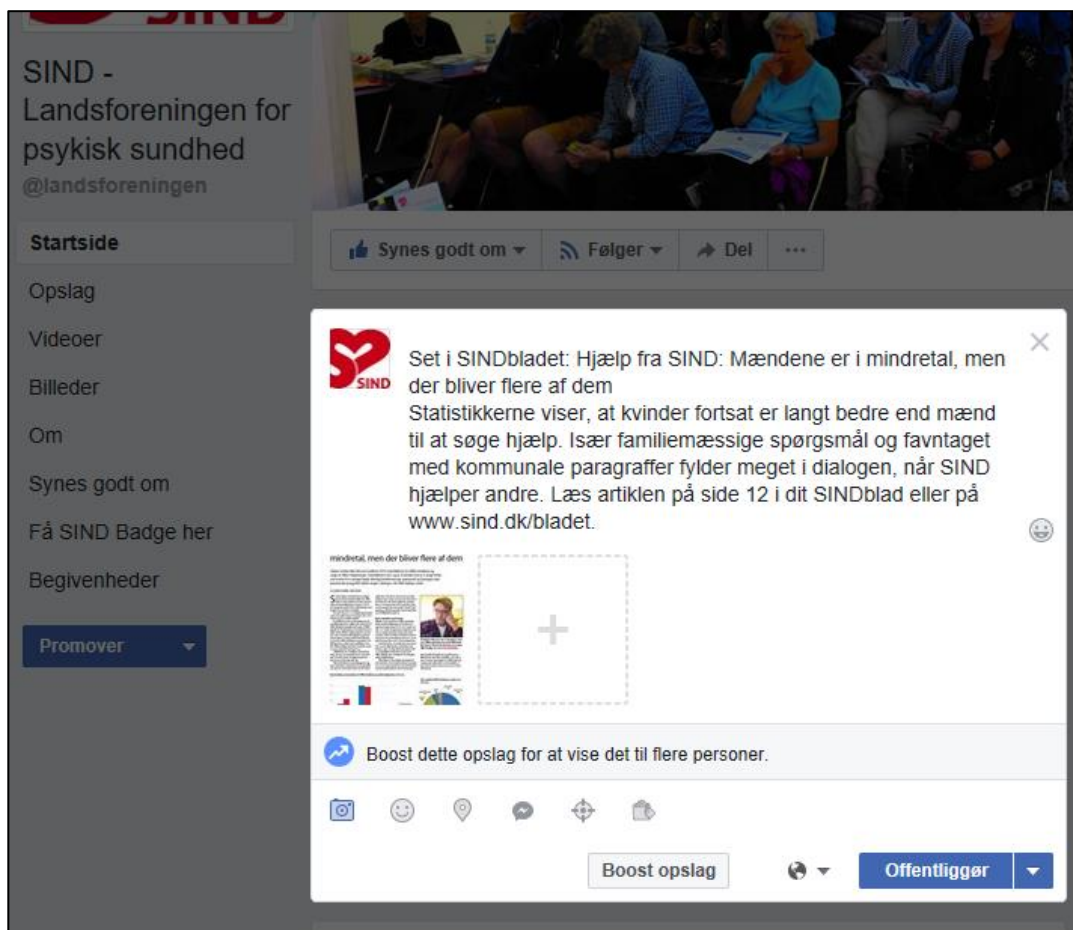 SIND
SIND -
Landsforeningen for
psykisk sundhed
@landsforeningen
Startside
Opslag
Videoer
Billeder
Om
Synes godt om
Få SIND Badge her
Begivenheder
Promover
Synes godt om
Følger
Del
SIND
Set i SINDbladet: Hjælp fra SIND: Mændene er i mindretal, men
der bliver flere af dem
Statistikkerne viser, at kvinder fortsat er langt bedre end mænd
til at søge hjælp. Især familiemæssige spørgsmål og favntaget
med kommunale paragraffer fylder meget i dialogen, når SIND
hjælper andre. Læs artiklen på side 12 i dit SINDblad eller på
www.sind.dk/bladet.
mindretal, men der bliver flere af dem
Boost dette opslag for at vise det til flere personer.
Boost opslag
Offentliggør